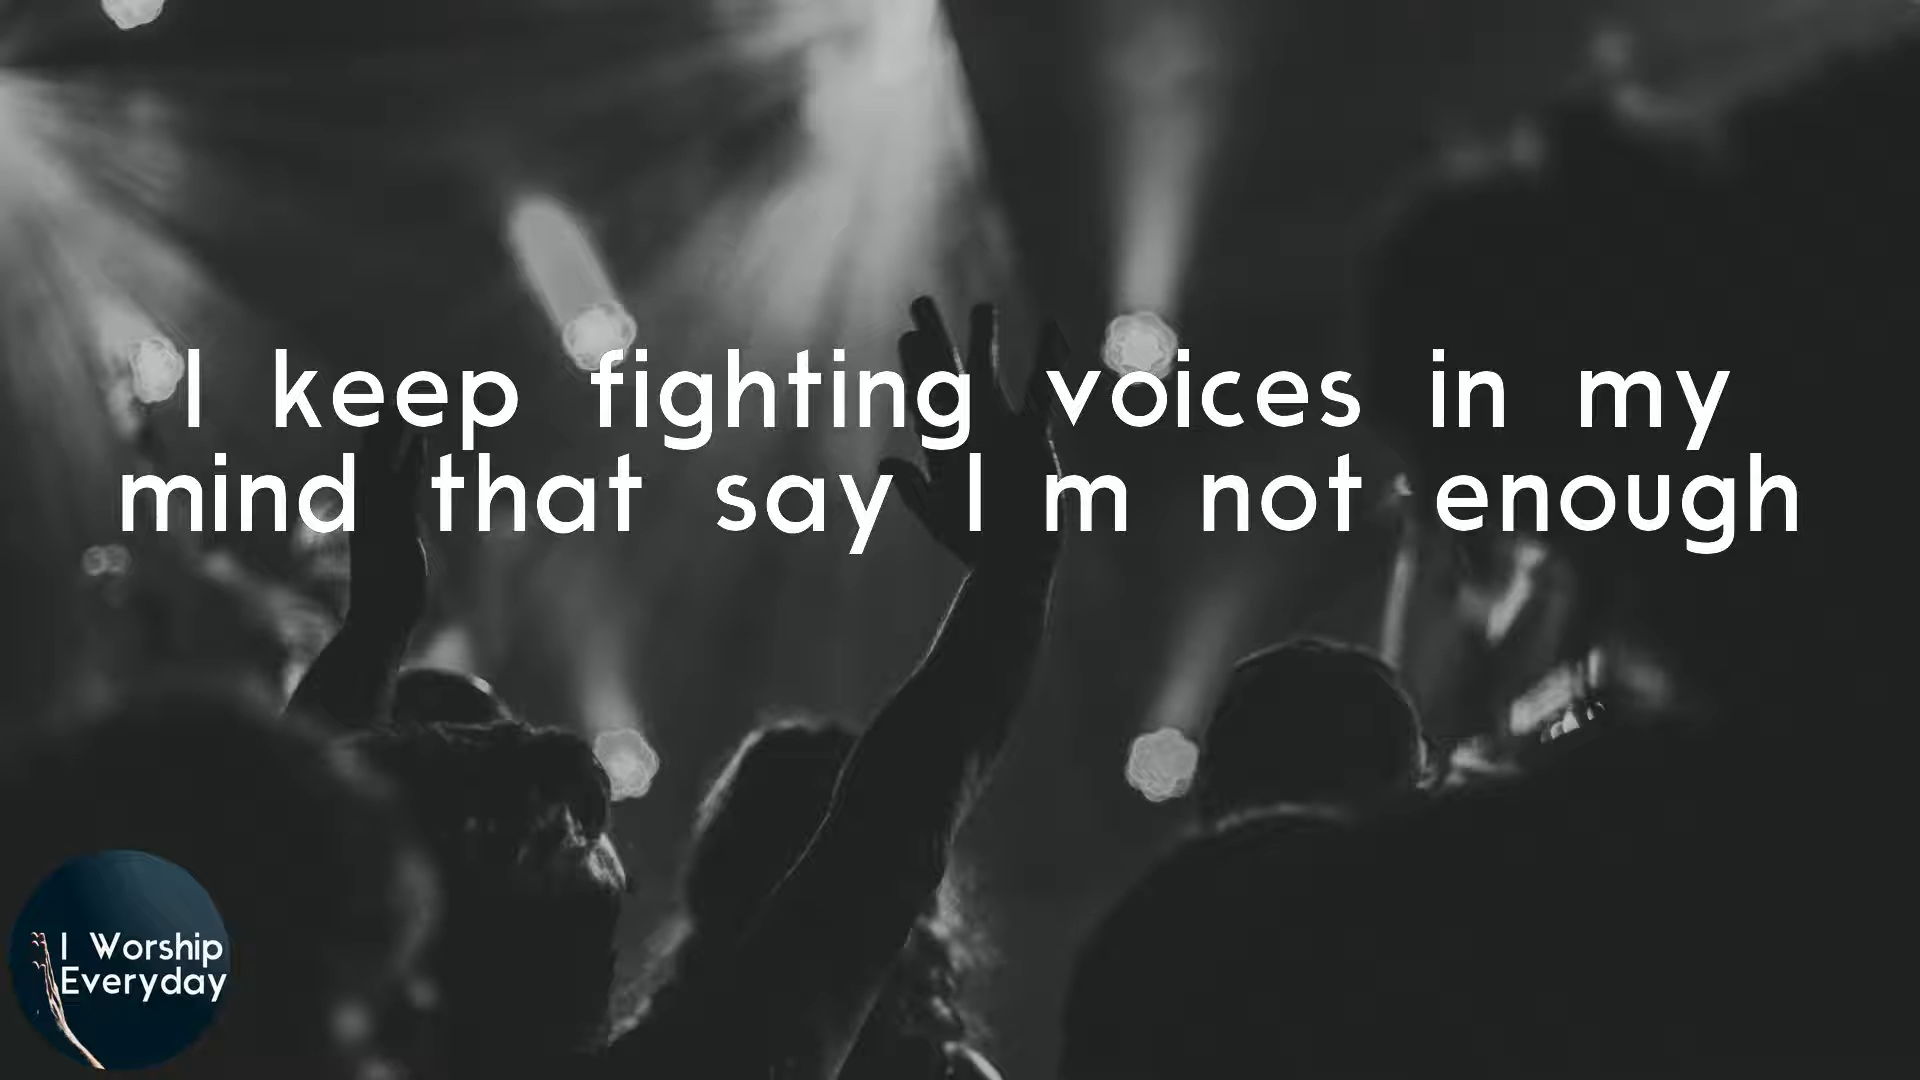 I keep fighting voices in my
mind that say I m not enough
I Worship
Everyday